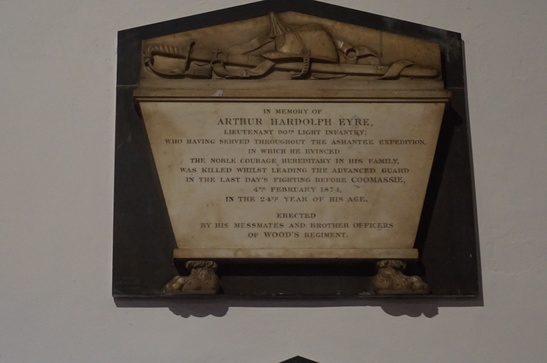 IN MEMORY OF
ARTHUR HARDOLPH EYRE,
LIEUTENANT 90TH LIGHT INFANTRY;
WHO HAVING SERVED THROUGHOUT THE ASHANTEE EXPEDITION,
IN WHICH HE EVINCED
THE NOBLE COURAGE, HEREDITARY IN HIS FAMILY,
WAS KILLED WHILST LEADING THE ADVANCED GUARD
IN THE LAST DAY'S FIGHTING BEFORE COOMASSIE,
4TH FEBRUARY 1874,
IN THE 24TH YEAR OF HIS AGE.
ERECTED
BY HIS MESSMATES AND BROTHER OFFICERS
OF WOOD'S REGIMENT.